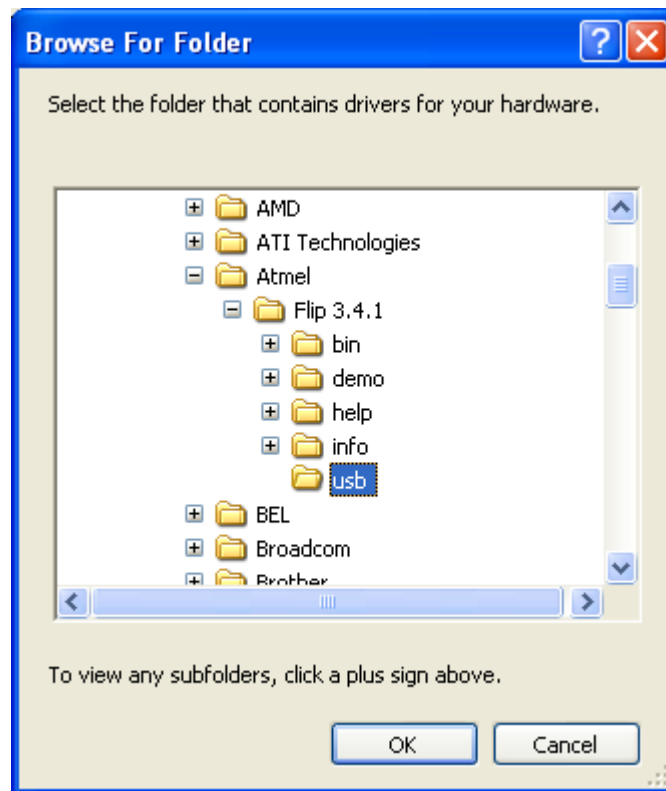 Browse For Folder
Select the folder that contains drivers for your hardware.
AMD
ATI Technologies
Atmel
Flip 3.4.1
bin
demo
help
info
usb
BEL
Broadcom
Brother
To view any subfolders, click a plus sign above.
OK Cancel